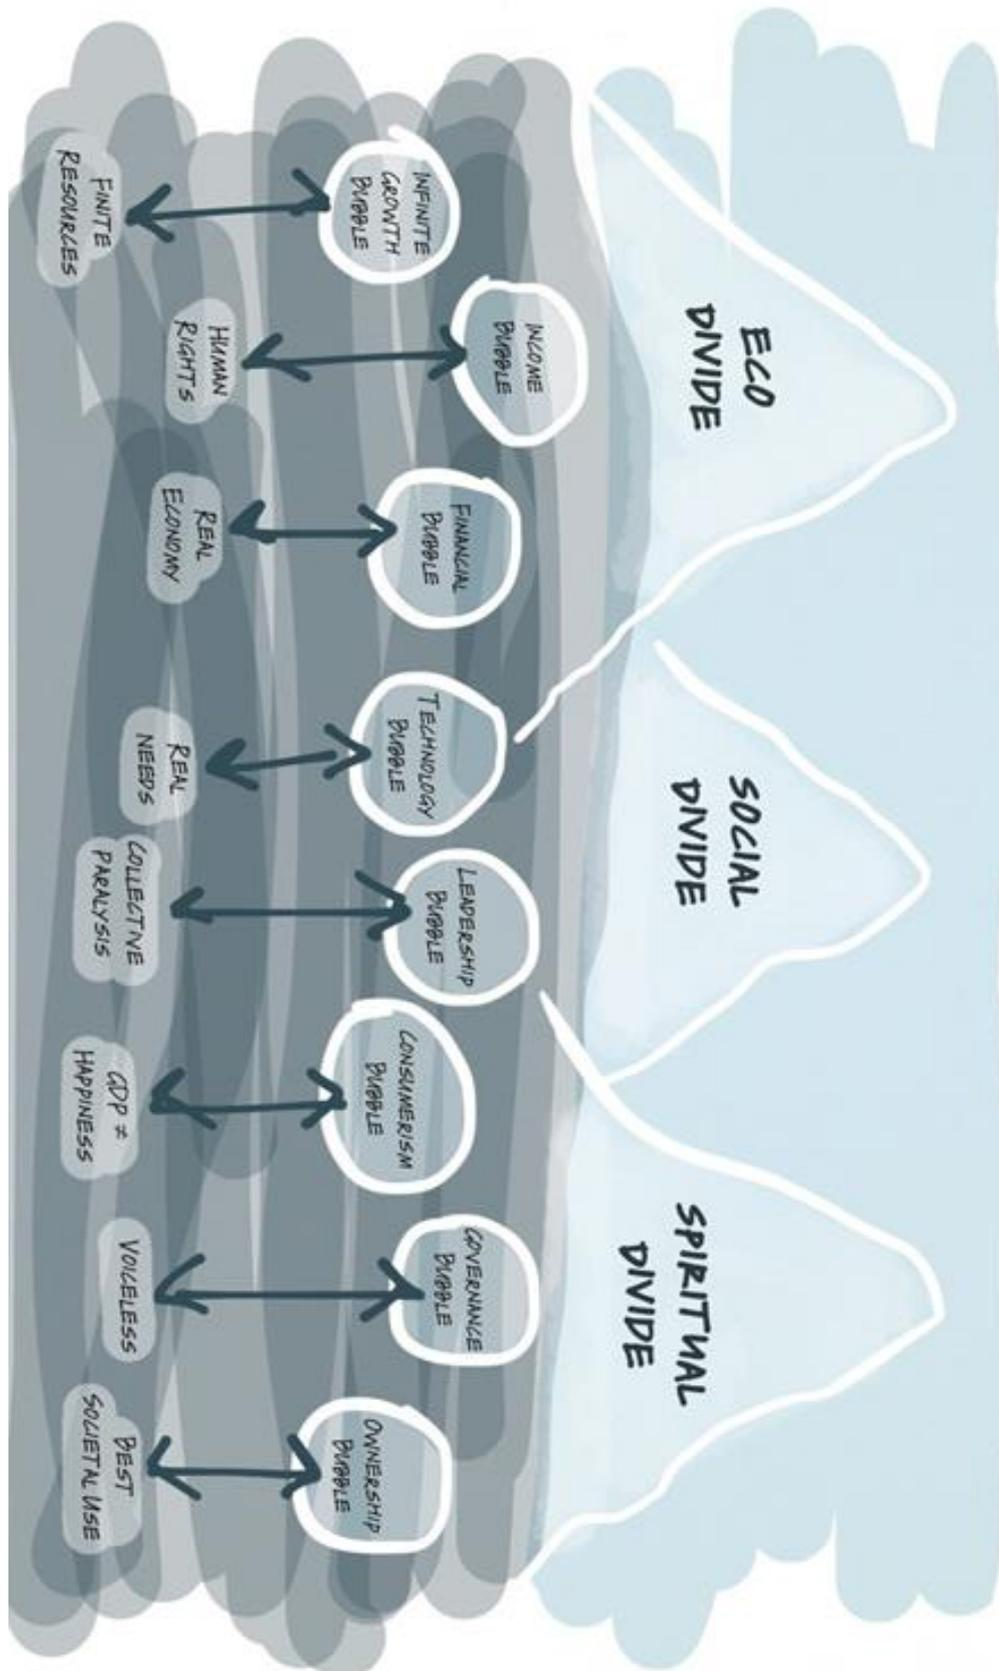 ECO
DIVIDE
SOCIAL
DIVIDE
SPIRITUAL
DIVIDE
INFINITE
GROWTH
BUBBLE
INCOME
BUBBLE
FINANCIAL
BUBBLE
TECHNOLOGY
BUBBLE
LEADERSHIP
BUBBLE
CONSUMERISM
BUBBLE
GOVERNANCE
BUBBLE
OWNERSHIP
BUBBLE
FINITE
RESOURCES
HUMAN
RIGHTS
REAL
ECONOMY
REAL
NEEDS
COLLECTIVE
PARALYSIS
GDP ≠
HAPPINESS
VOICELESS
BEST
SOCIETAL USE